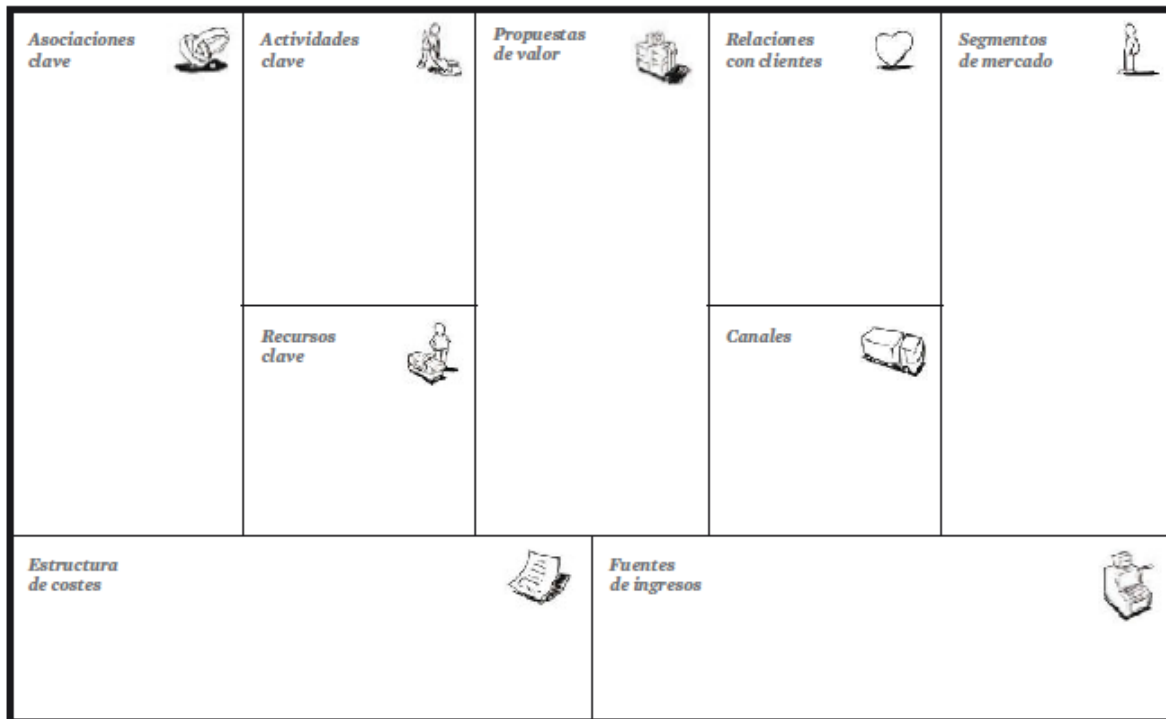 Asociaciones
clave
Actividades
clave
Propuestas
de valor
Relaciones
con clientes
Segmentos
de mercado
Recursos
clave
Canales
Estructura
de costes
Fuentes
de ingresos